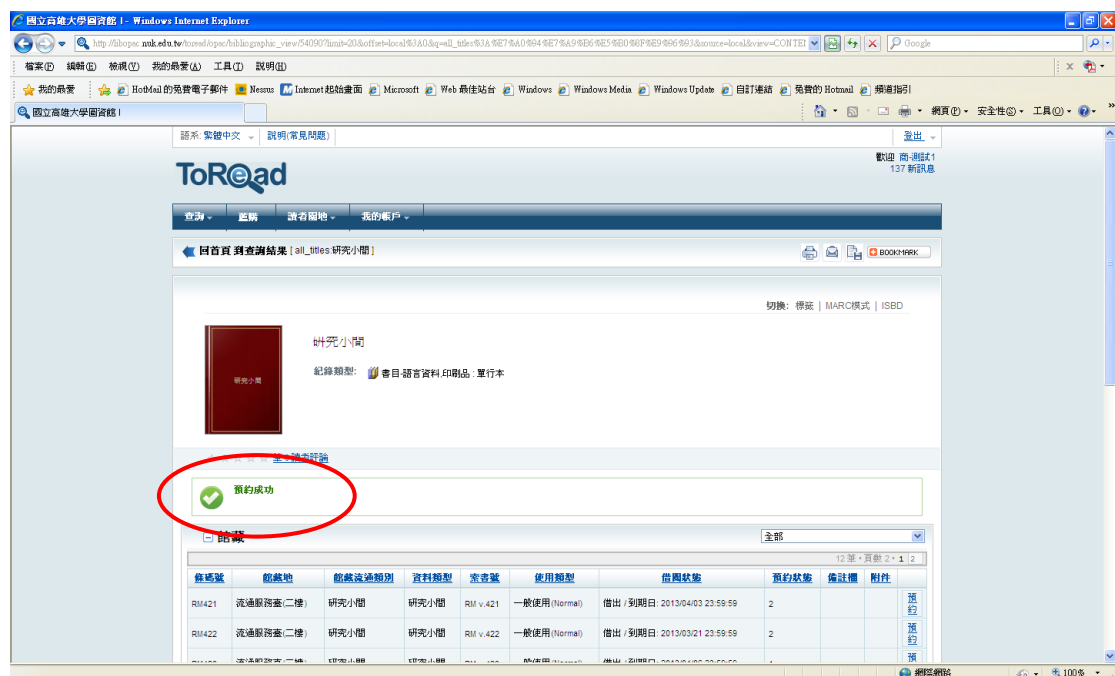 國立高雄大學圖資館 I - Windows Internet Explorer
Google
檔案(F) 編輯(E) 檢視(V) 我的最愛(A) 工具(T) 說明(H)
我的最愛 HotMail 的免費電子郵件 Nessus Internet 起始畫面 Microsoft Web 最佳站台 Windows Windows Media Windows Update 自訂連結 免費的 Hotmail 頻道指引
國立高雄大學圖資館 I 網頁(P) 安全性(S) 工具(O)
語系: 繁體中文 說明(常見問題) 登出
歡迎 商-測試1
137 新訊息
ToRead
查詢 薦購 讀者園地 我的帳戶
回首頁 到查詢結果 [ all_titles:研究小間 ] BOOKMARK
切換: 標籤 | MARC模式 | ISBD
研究小間
紀錄類型: 書目-語言資料,印刷品 : 單行本
研究小間
讀者評論
預約成功
館藏 全部
12 筆 • 頁數 2 • 1 2
條碼號 館藏地 館藏流通類別 資料類型 索書號 使用類型 借閱狀態 預約狀態 備註欄 附件
RM421 流通服務臺(二樓) 研究小間 研究小間 RM v.421 一般使用(Normal) 借出 / 到期日: 2013/04/03 23:59:59 2 預約
RM422 流通服務臺(二樓) 研究小間 研究小間 RM v.422 一般使用(Normal) 借出 / 到期日: 2013/03/21 23:59:59 2 預約
網際網路 100%